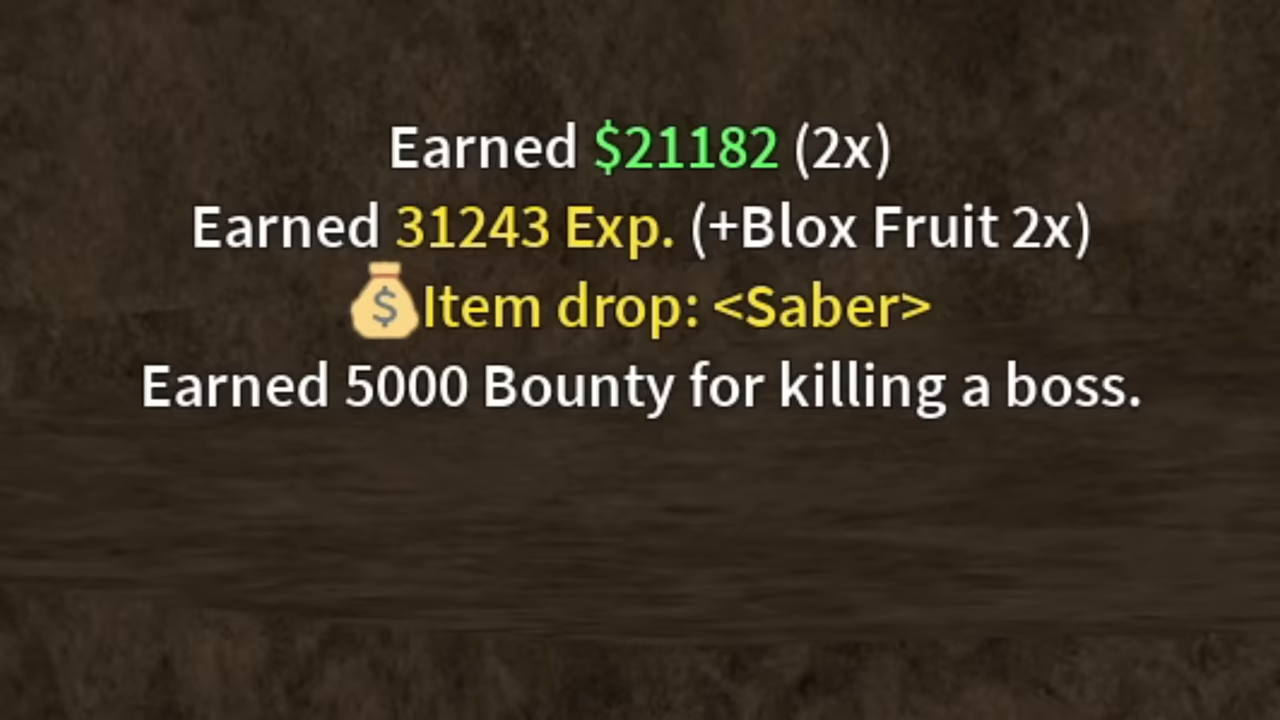 Earned $21182 (2x)
Earned 31243 Exp. (+Blox Fruit 2x)
💰Item drop: <Saber>
Earned 5000 Bounty for killing a boss.